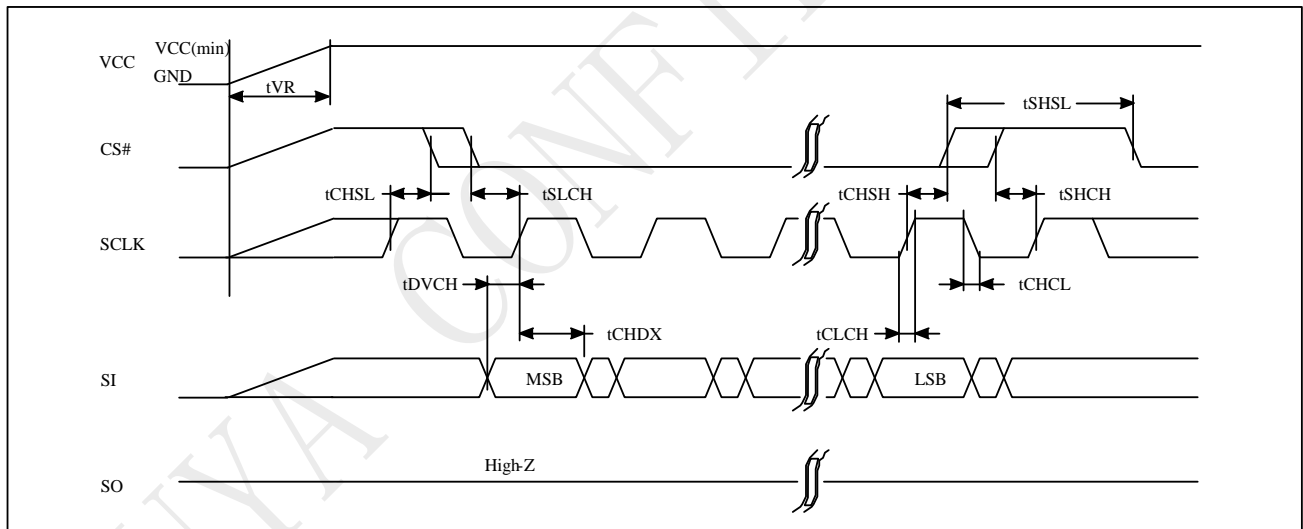 VCC(min)
VCC
GND
tVR
tSHSL
CS#
tCHSL
tSLCH
tCHSH
tSHCH
SCLK
tDVCH
tCHCL
tCHDX
tCLCH
SI
MSB
LSB
High-Z
SO